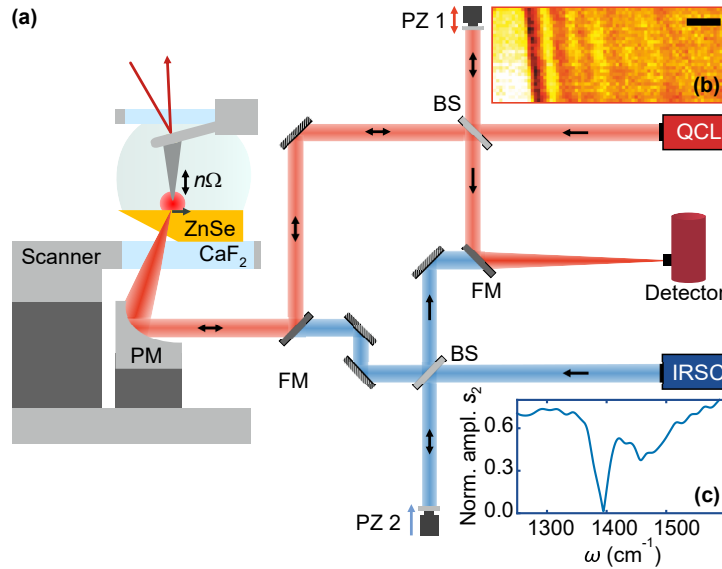 (a)
PZ 1
(b)
BS
QCL
nΩ
ZnSe
CaF2
Scanner
FM
Detector
PM
FM
BS
IRSC
PZ 2
Norm. ampl. s2
0.6
0.3
0.0
(c)
1300 1400 1500
ω (cm-1)